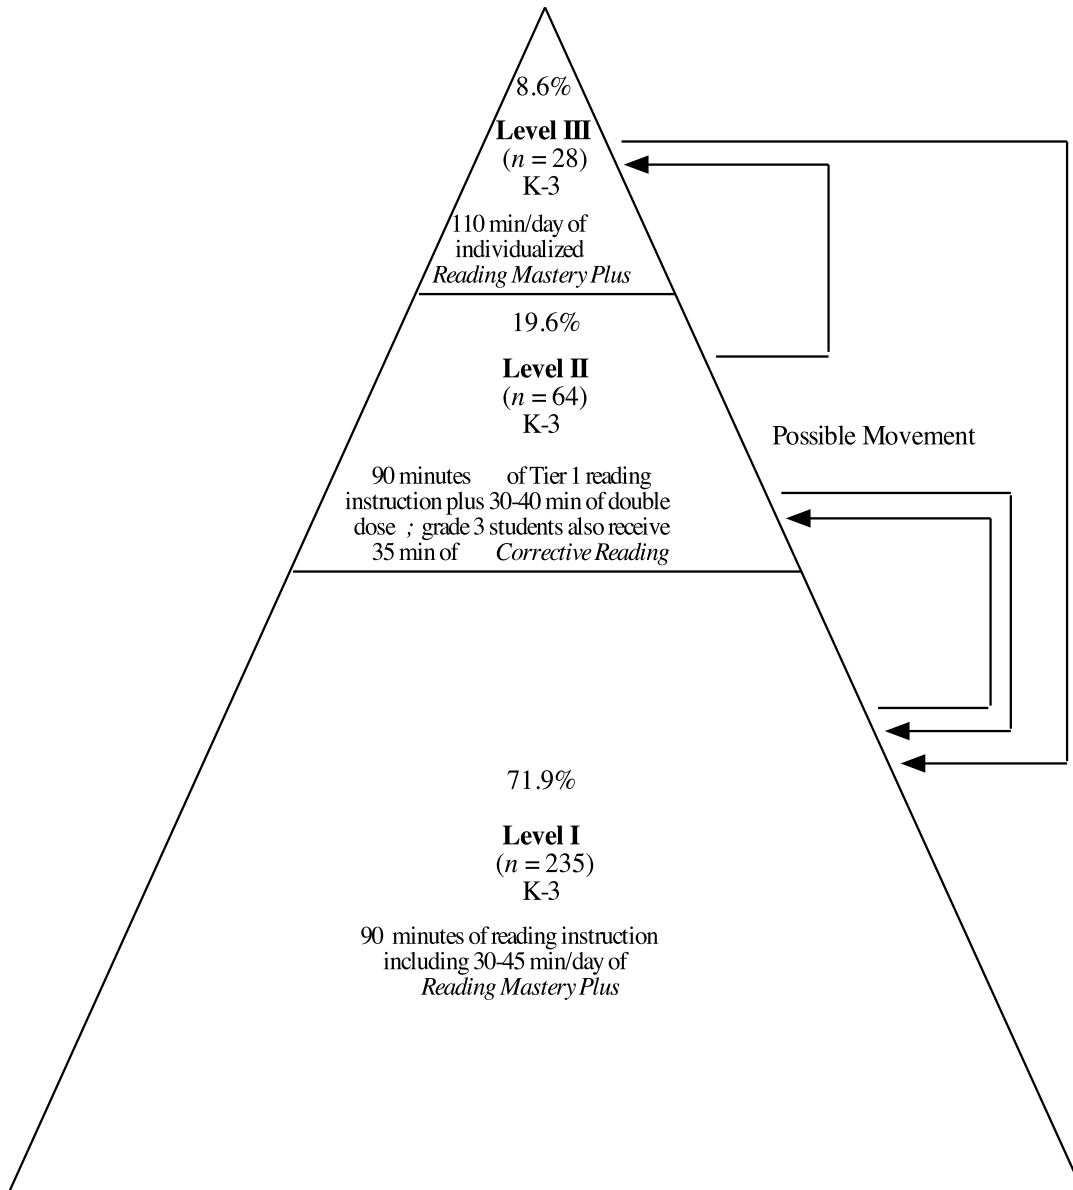 8.6%
Level III
(n = 28)
K-3
110 min/day of
individualized
Reading Mastery Plus
19.6%
Level II
(n = 64)
K-3
Possible Movement
90 minutes of Tier 1 reading
instruction plus 30-40 min of double
dose ; grade 3 students also receive
35 min of Corrective Reading
71.9%
Level I
(n = 235)
K-3
90 minutes of reading instruction
including 30-45 min/day of
Reading Mastery Plus